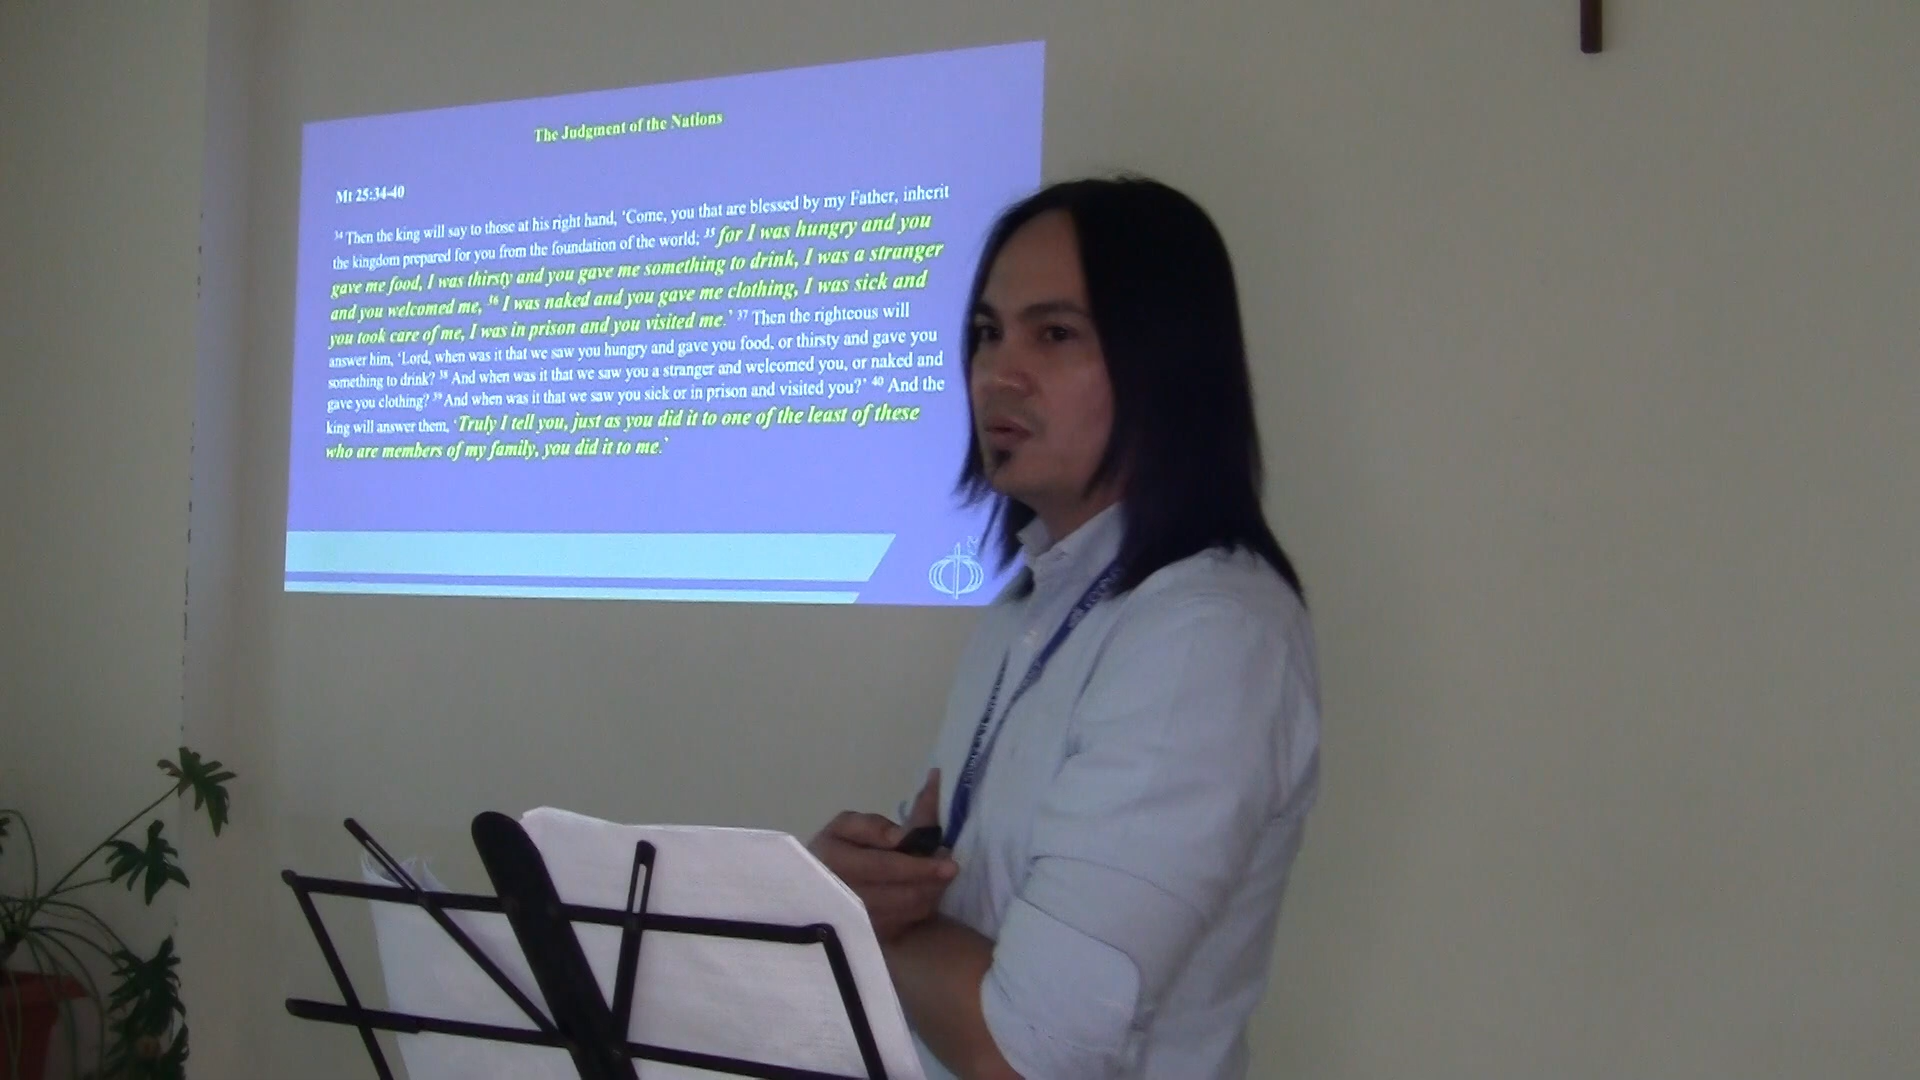 The Judgment of the Nations
Mt 25:34-40
³⁴ Then the king will say to those at his right hand, ‘Come, you that are blessed by my Father, inherit
the kingdom prepared for you from the foundation of the world; ³⁵ for I was hungry and you
gave me food, I was thirsty and you gave me something to drink, I was a stranger
and you welcomed me, ³⁶ I was naked and you gave me clothing, I was sick and
you took care of me, I was in prison and you visited me.’ ³⁷ Then the righteous will
answer him, ‘Lord, when was it that we saw you hungry and gave you food, or thirsty and gave you
something to drink? ³⁸ And when was it that we saw you a stranger and welcomed you, or naked and
gave you clothing? ³⁹ And when was it that we saw you sick or in prison and visited you?’ ⁴⁰ And the
king will answer them, ‘Truly I tell you, just as you did it to one of the least of these
who are members of my family, you did it to me.’